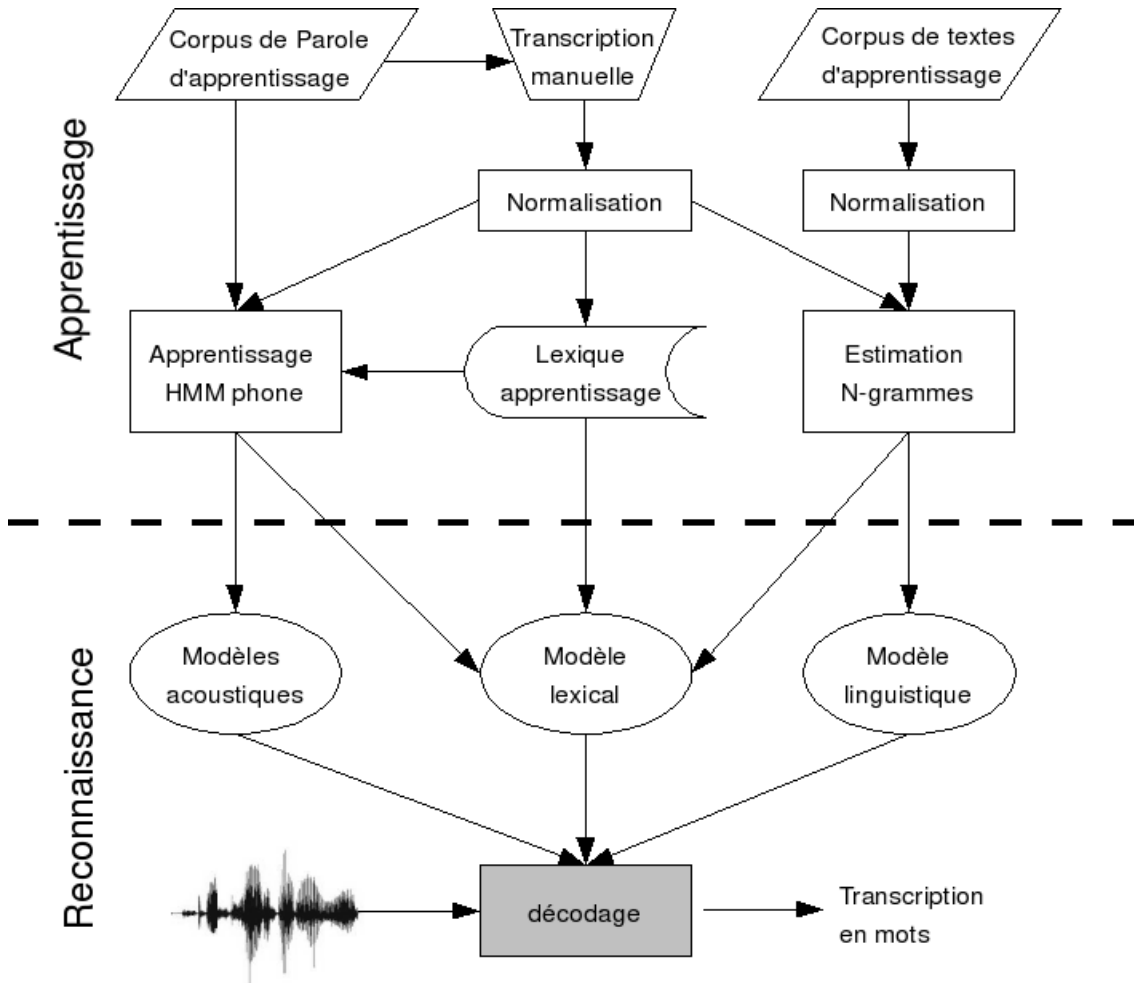 Corpus de Parole
d'apprentissage
Transcription
manuelle
Corpus de textes
d'apprentissage
Apprentissage
Normalisation
Normalisation
Apprentissage
HMM phone
Lexique
apprentissage
Estimation
N-grammes
Reconnaissance
Modèles
acoustiques
Modèle
lexical
Modèle
linguistique
décodage
Transcription
en mots